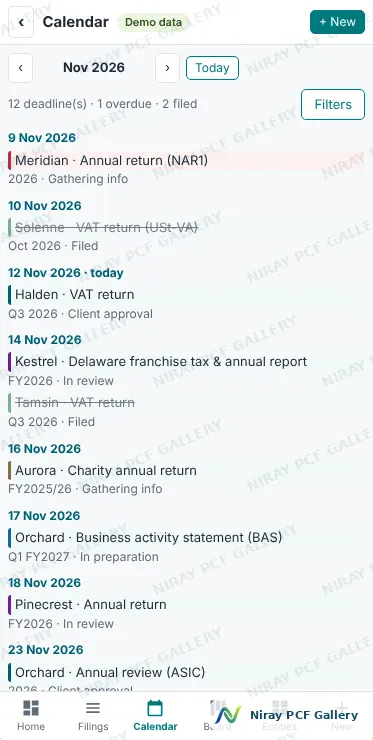 ‹ Calendar Demo data + New
‹ Nov 2026 › Today
12 deadline(s) · 1 overdue · 2 filed Filters
9 Nov 2026
Meridian · Annual return (NAR1)
2026 · Gathering info
10 Nov 2026
Solenne · VAT return (USt-VA)
Oct 2026 · Filed
12 Nov 2026 · today
Halden · VAT return
Q3 2026 · Client approval
14 Nov 2026
Kestrel · Delaware franchise tax & annual report
FY2026 · In review
Tamsin · VAT return
Q3 2026 · Filed
16 Nov 2026
Aurora · Charity annual return
FY2025/26 · Gathering info
17 Nov 2026
Orchard · Business activity statement (BAS)
Q1 FY2027 · In preparation
18 Nov 2026
Pinecrest · Annual return
FY2026 · In review
23 Nov 2026
Orchard · Annual review (ASIC)
2026 · Client approval
Niray PCF Gallery
Home Filings Calendar Entities New
NIRAY PCF GALLERY